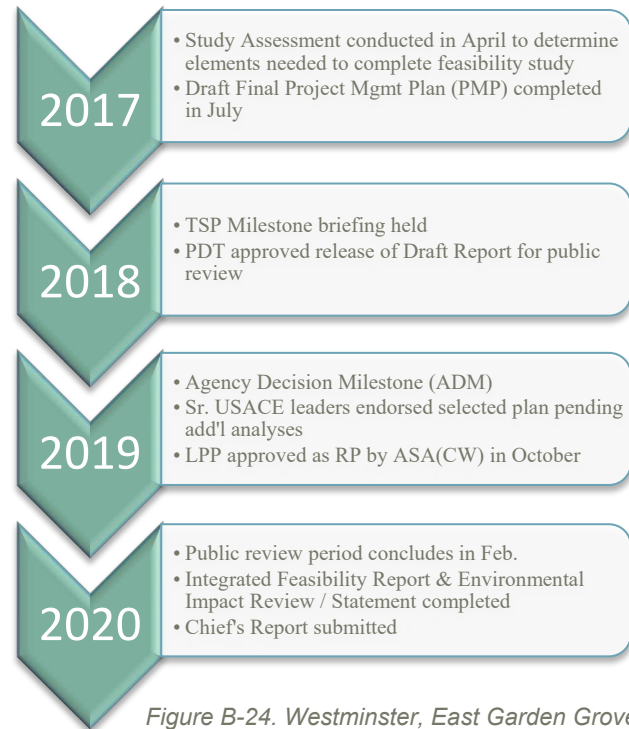 2017
• Study Assessment conducted in April to determine
elements needed to complete feasibility study
• Draft Final Project Mgmt Plan (PMP) completed
in July
2018
• TSP Milestone briefing held
• PDT approved release of Draft Report for public
review
2019
• Agency Decision Milestone (ADM)
• Sr. USACE leaders endorsed selected plan pending
add'l analyses
• LPP approved as RP by ASA(CW) in October
2020
• Public review period concludes in Feb.
• Integrated Feasibility Report & Environmental
Impact Review / Statement completed
• Chief's Report submitted
Figure B-24. Westminster, East Garden Grove